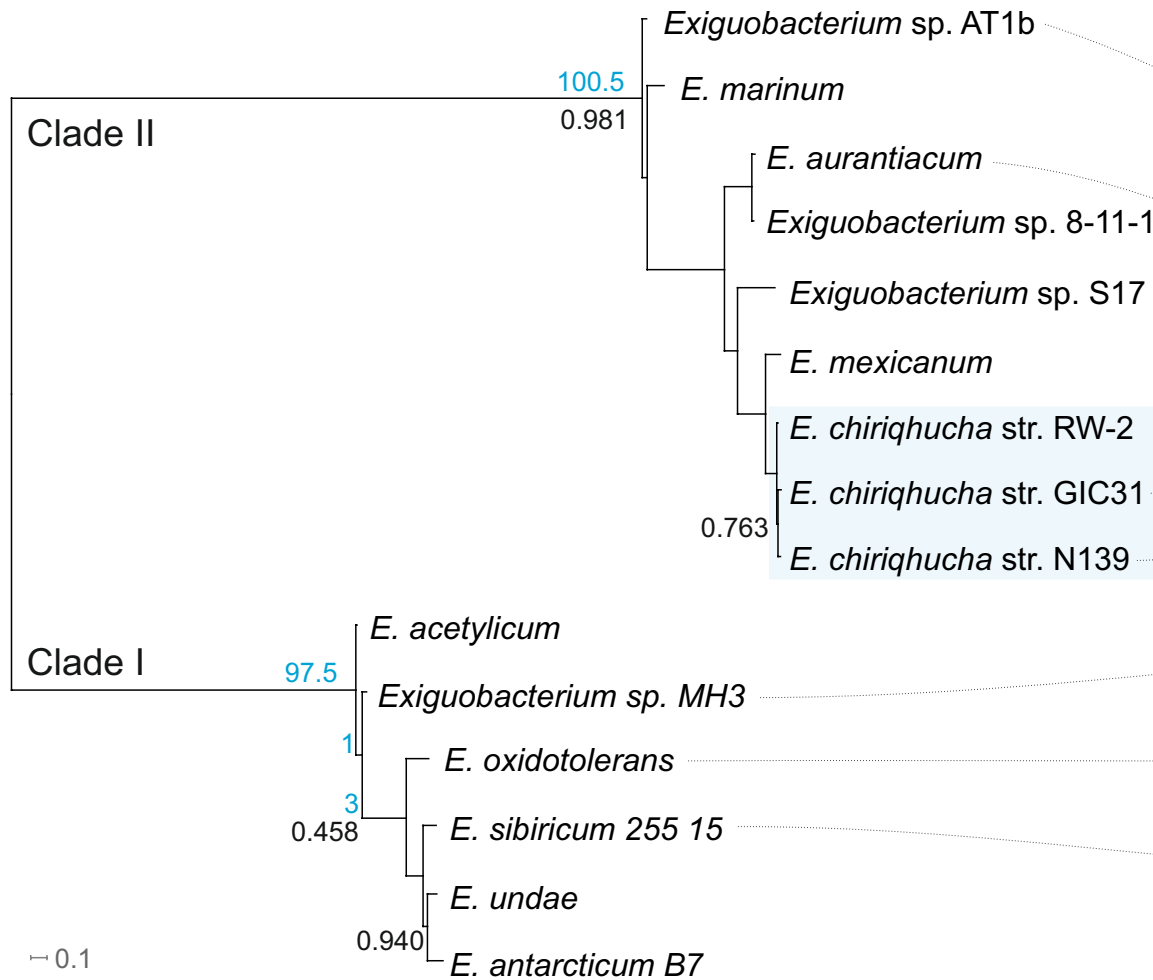 Exiguobacterium sp. AT1b
100.5
E. marinum
0.981
Clade II
E. aurantiacum
Exiguobacterium sp. 8-11-1
Exiguobacterium sp. S17
E. mexicanum
E. chiriqhucha str. RW-2
E. chiriqhucha str. GIC31
0.763
E. chiriqhucha str. N139
E. acetylicum
Clade I
97.5
Exiguobacterium sp. MH3
1
E. oxidotolerans
3
0.458
E. sibiricum 255 15
E. undae
0.940
0.1
E. antarcticum B7